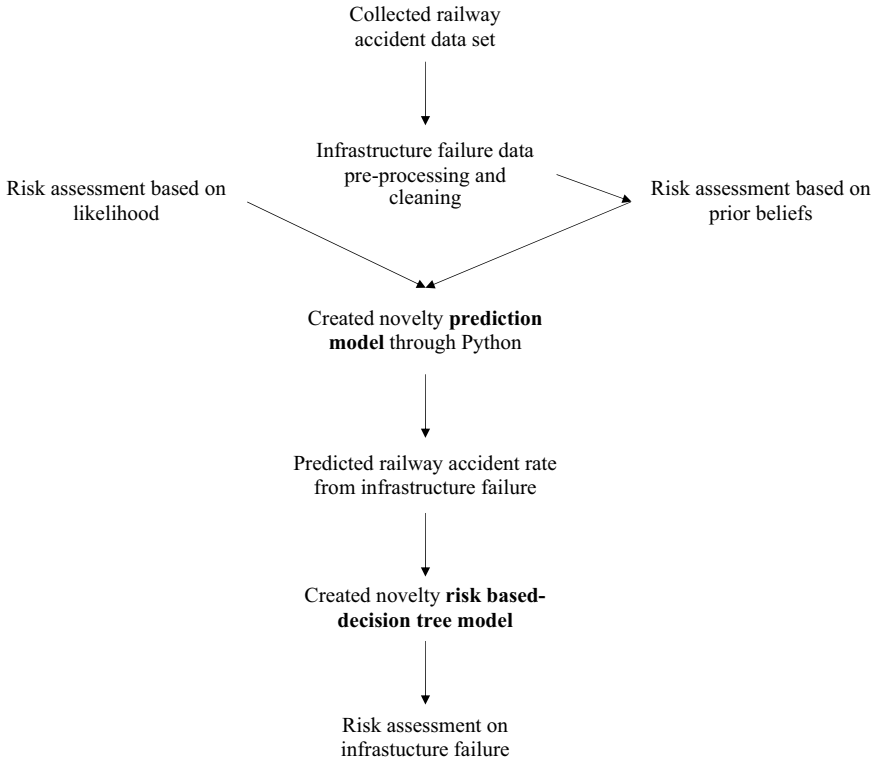 Collected railway
accident data set
Infrastructure failure data
pre-processing and
cleaning
Risk assessment based on
likelihood
Risk assessment based on
prior beliefs
Created novelty prediction
model through Python
Predicted railway accident rate
from infrastructure failure
Created novelty risk based-
decision tree model
Risk assessment on
infrastucture failure